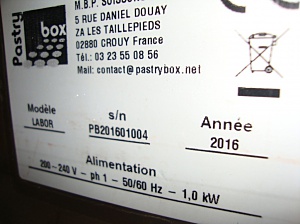 Pastry box
M.B.P. SOISSONS
5 RUE DANIEL DOUAY
ZA LES TAILLEPIEDS
02880 CROUY France
Tél.: 03 23 55 08 56
Mail: contact@pastrybox.net
Modèle s/n Année
LABOR PB201601004 2016
Alimentation
200-240 V - ph 1 - 50/60 Hz - 1,0 kW